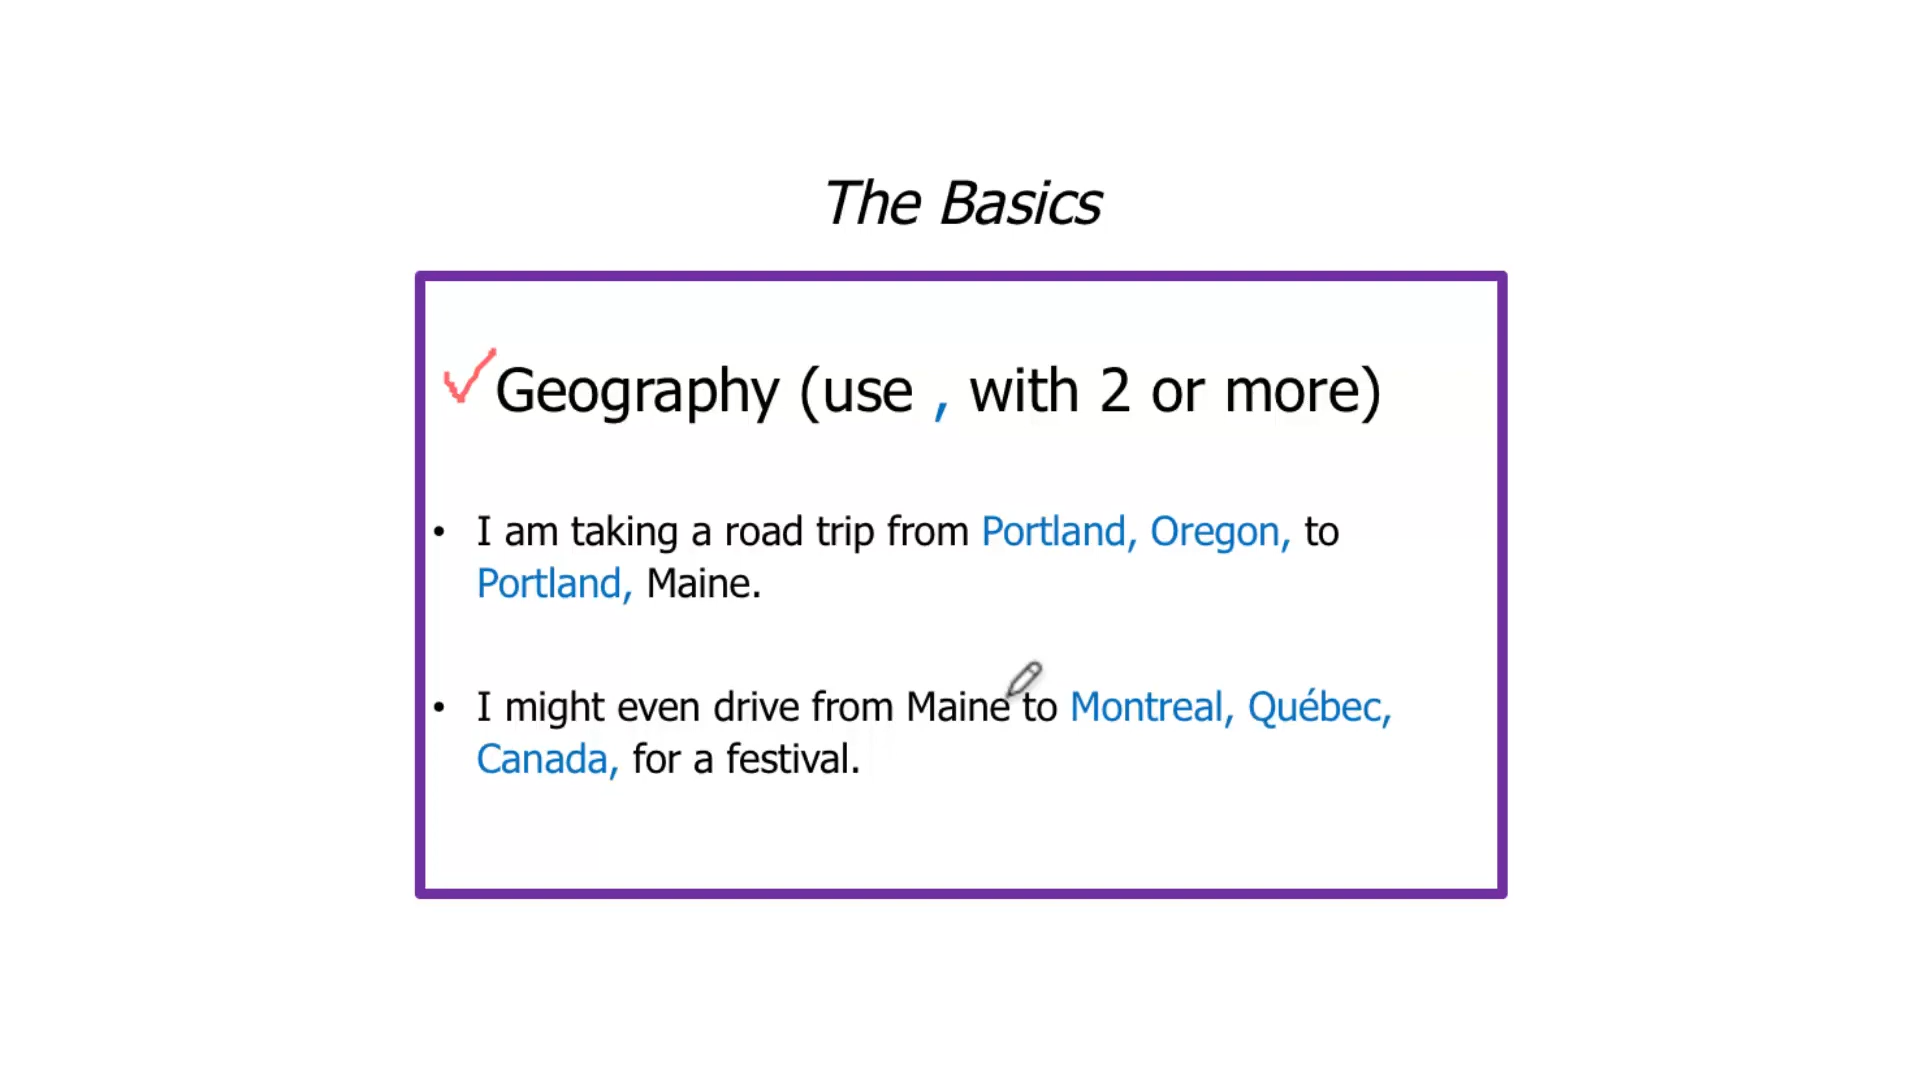 The Basics
Geography (use , with 2 or more)
• I am taking a road trip from Portland, Oregon, to
Portland, Maine.
• I might even drive from Maine to Montreal, Québec,
Canada, for a festival.